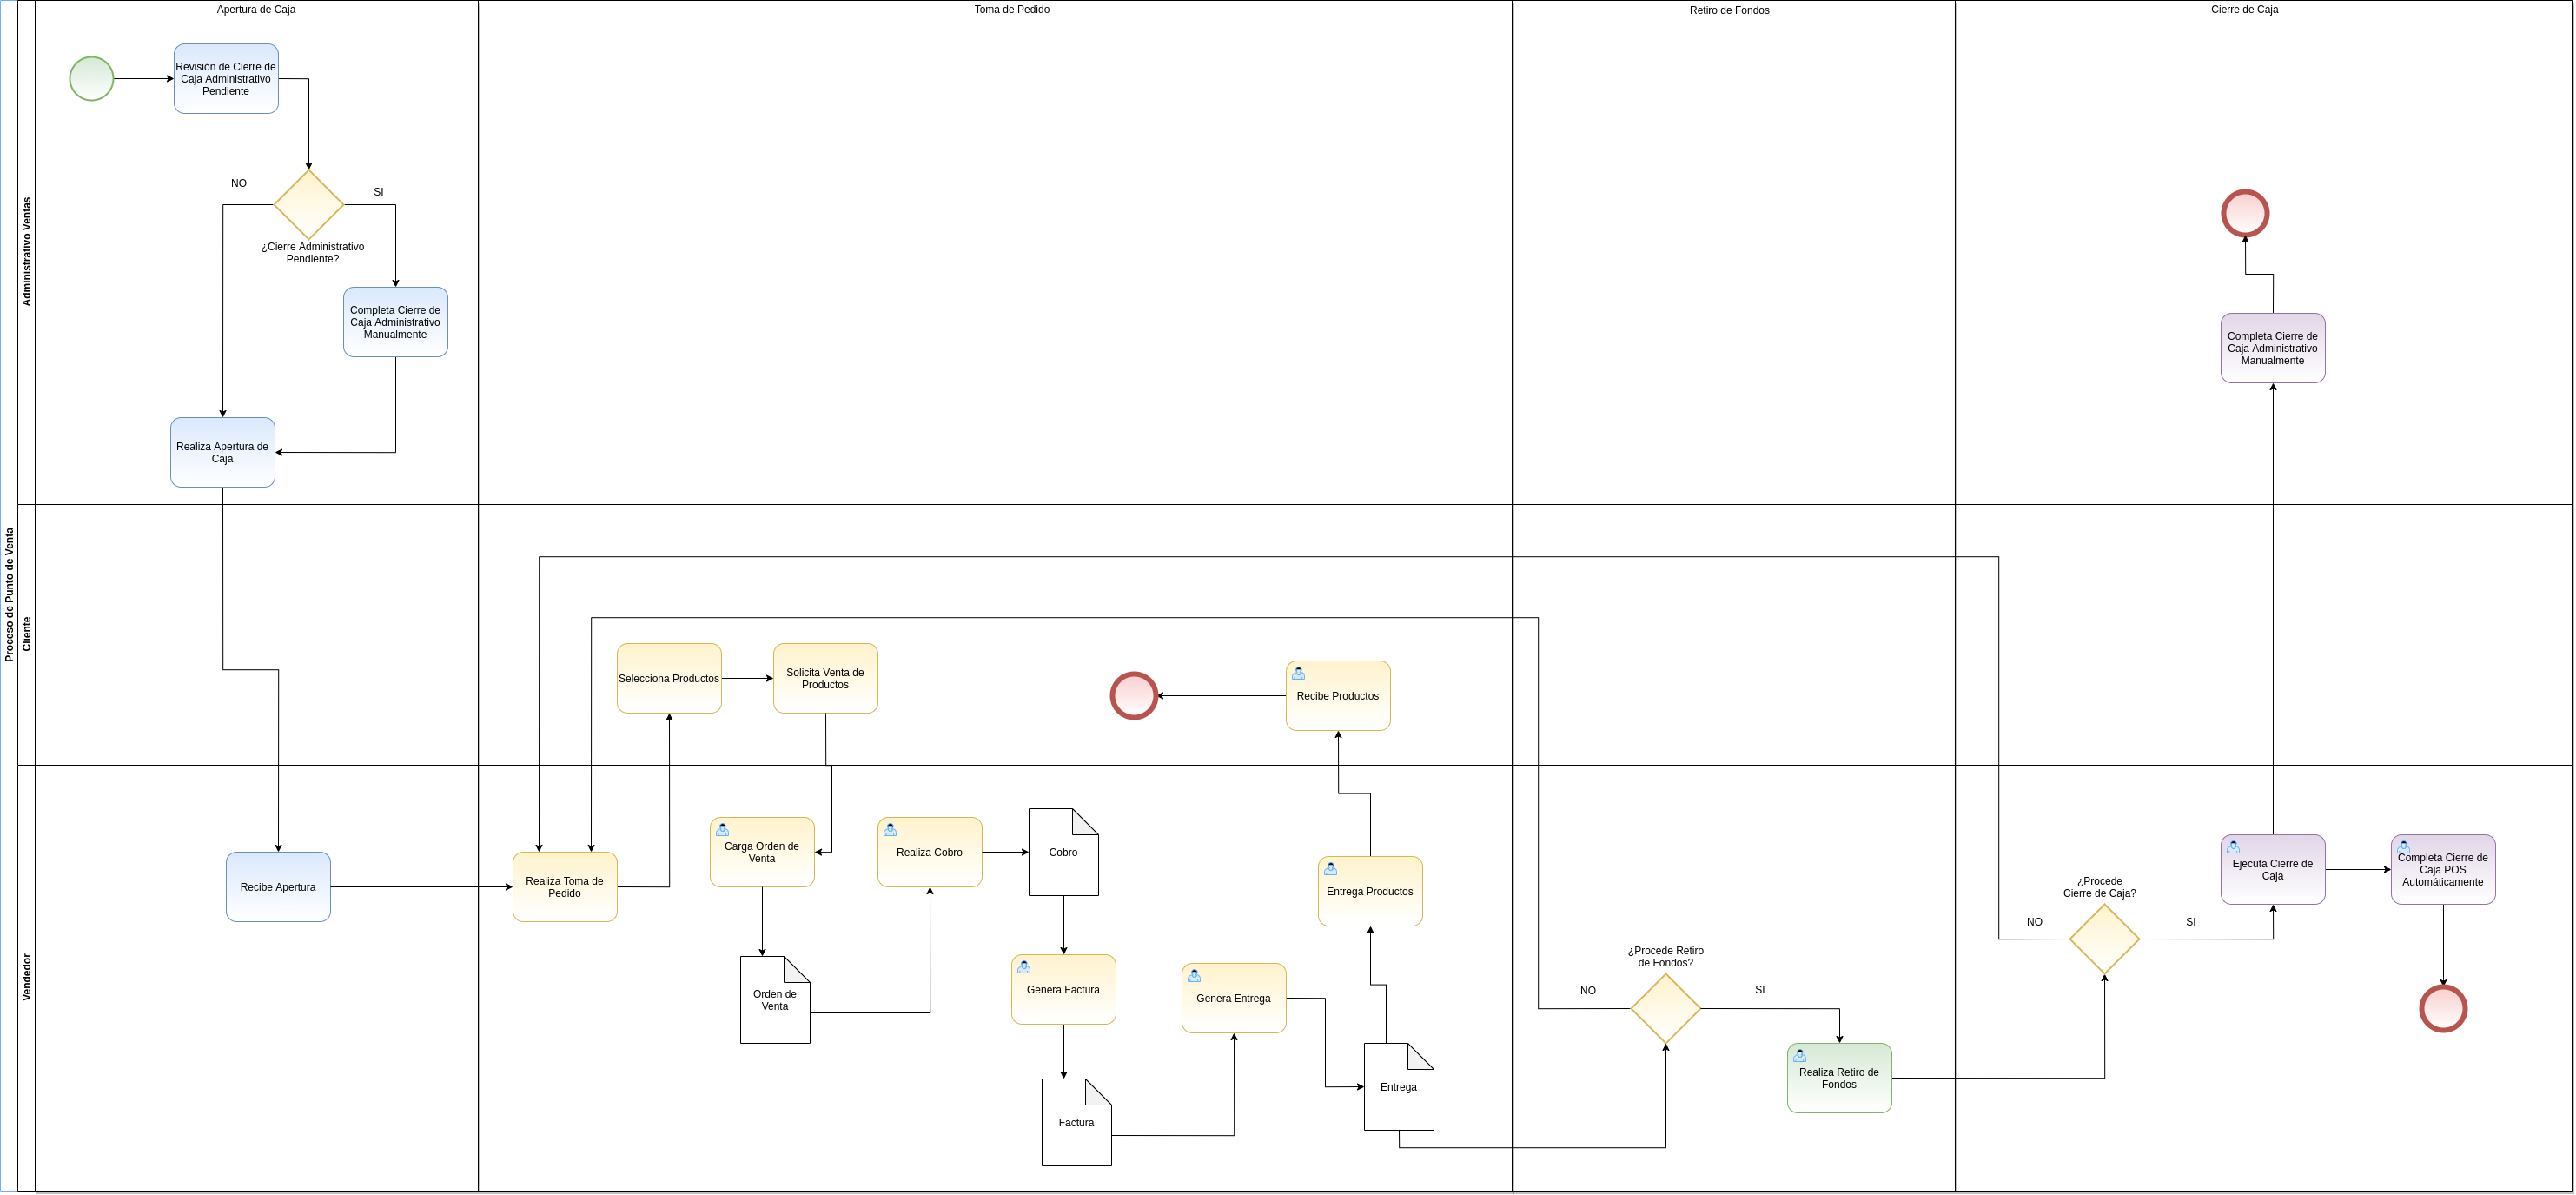 Apertura de Caja
Toma de Pedido
Retiro de Fondos
Cierre de Caja
Proceso de Punto de Venta
Administrativo Ventas
Revisión de Cierre de
Caja Administrativo
Pendiente
NO
SI
¿Cierre Administrativo
Pendiente?
Completa Cierre de
Caja Administrativo
Manualmente
Realiza Apertura de
Caja
Completa Cierre de
Caja Administrativo
Manualmente
Cliente
Selecciona Productos
Solicita Venta de
Productos
Recibe Productos
Vendedor
Recibe Apertura
Realiza Toma de
Pedido
Carga Orden de
Venta
Orden de
Venta
Realiza Cobro
Cobro
Genera Factura
Factura
Genera Entrega
Entrega
Entrega Productos
¿Procede Retiro
de Fondos?
NO
SI
Realiza Retiro de
Fondos
¿Procede
Cierre de Caja?
NO
SI
Ejecuta Cierre de
Caja
Completa Cierre de
Caja POS
Automáticamente